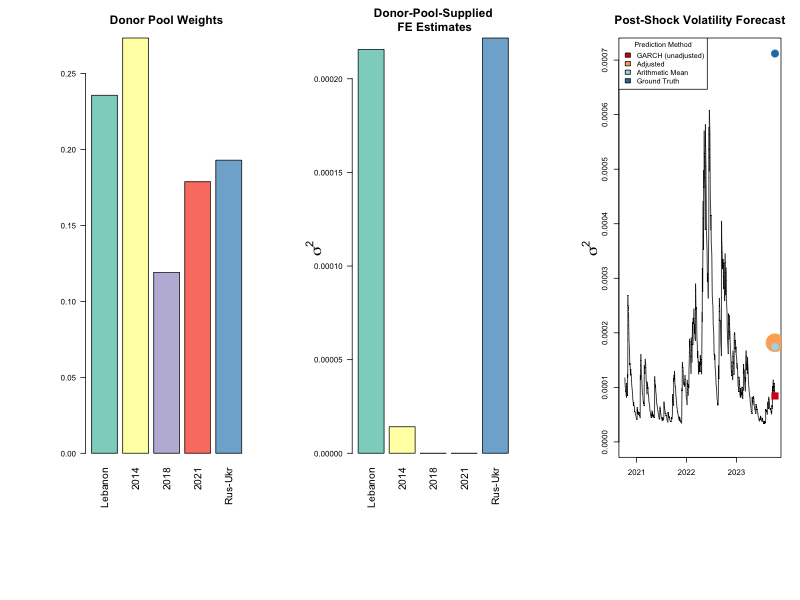 Donor Pool Weights
0.25
0.20
0.15
0.10
0.05
0.00
Lebanon
2014
2018
2021
Rus-Ukr
Donor-Pool-Supplied
FE Estimates
σ²
0.00020
0.00015
0.00010
0.00005
0.00000
Lebanon
2014
2018
2021
Rus-Ukr
Post-Shock Volatility Forecast
σ²
0.0007
0.0006
0.0005
0.0004
0.0003
0.0002
0.0001
0.0000
Prediction Method
GARCH (unadjusted)
Adjusted
Arithmetic Mean
Ground Truth
2021
2022
2023